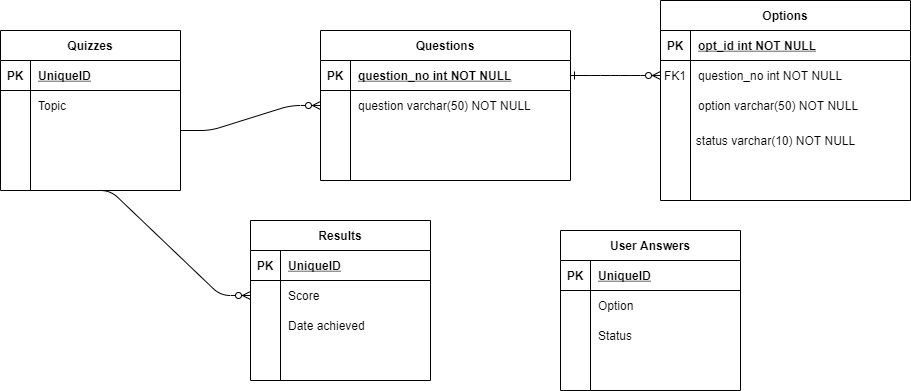 Quizzes
PK UniqueID
Topic
Questions
PK question_no int NOT NULL
question varchar(50) NOT NULL
Options
PK opt_id int NOT NULL
FK1 question_no int NOT NULL
option varchar(50) NOT NULL
status varchar(10) NOT NULL
Results
PK UniqueID
Score
Date achieved
User Answers
PK UniqueID
Option
Status